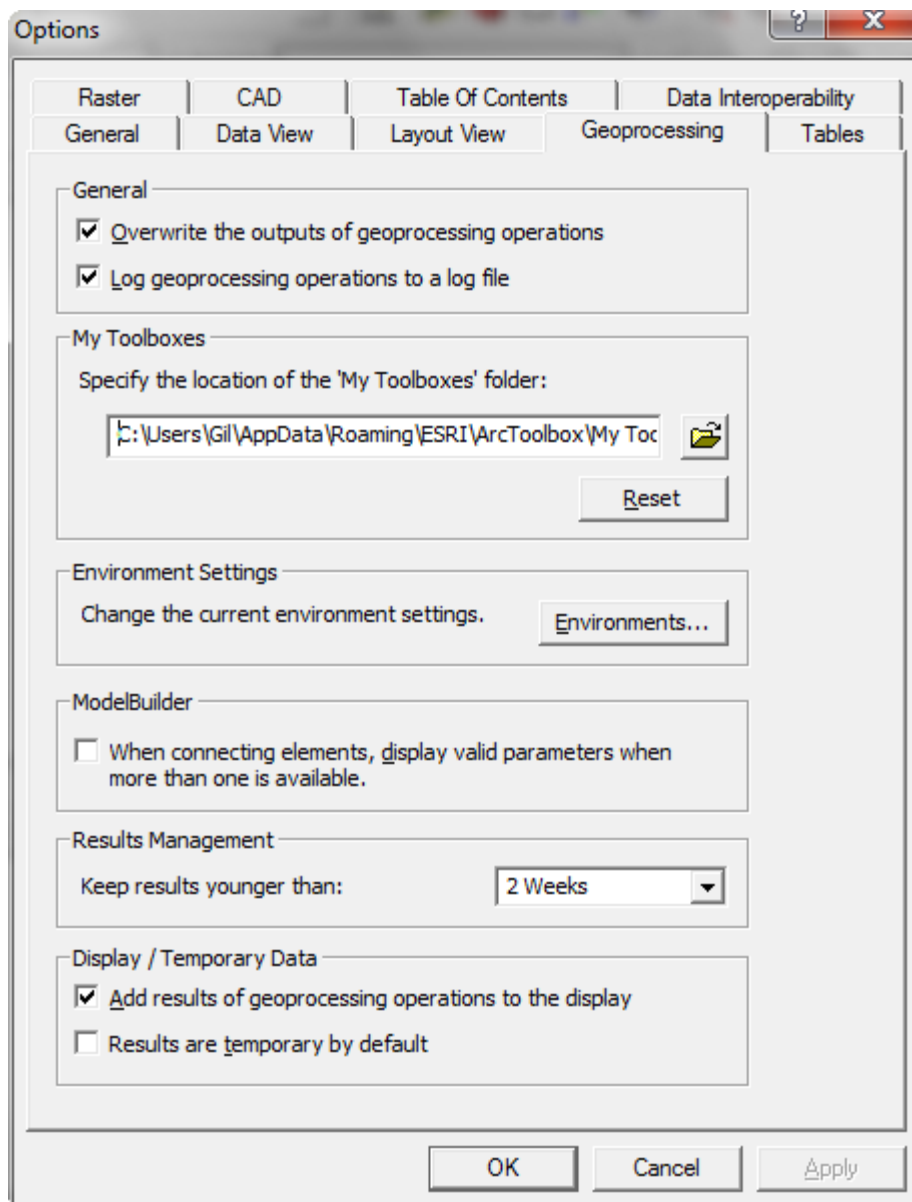 Options
?
X
Raster CAD Table Of Contents Data Interoperability
General Data View Layout View Geoprocessing Tables
General
Overwrite the outputs of geoprocessing operations
Log geoprocessing operations to a log file
My Toolboxes
Specify the location of the 'My Toolboxes' folder:
C:\Users\Gil\AppData\Roaming\ESRI\ArcToolbox\My Too
Reset
Environment Settings
Change the current environment settings.
Environments...
ModelBuilder
When connecting elements, display valid parameters when
more than one is available.
Results Management
Keep results younger than:
2 Weeks
Display / Temporary Data
Add results of geoprocessing operations to the display
Results are temporary by default
OK Cancel Apply